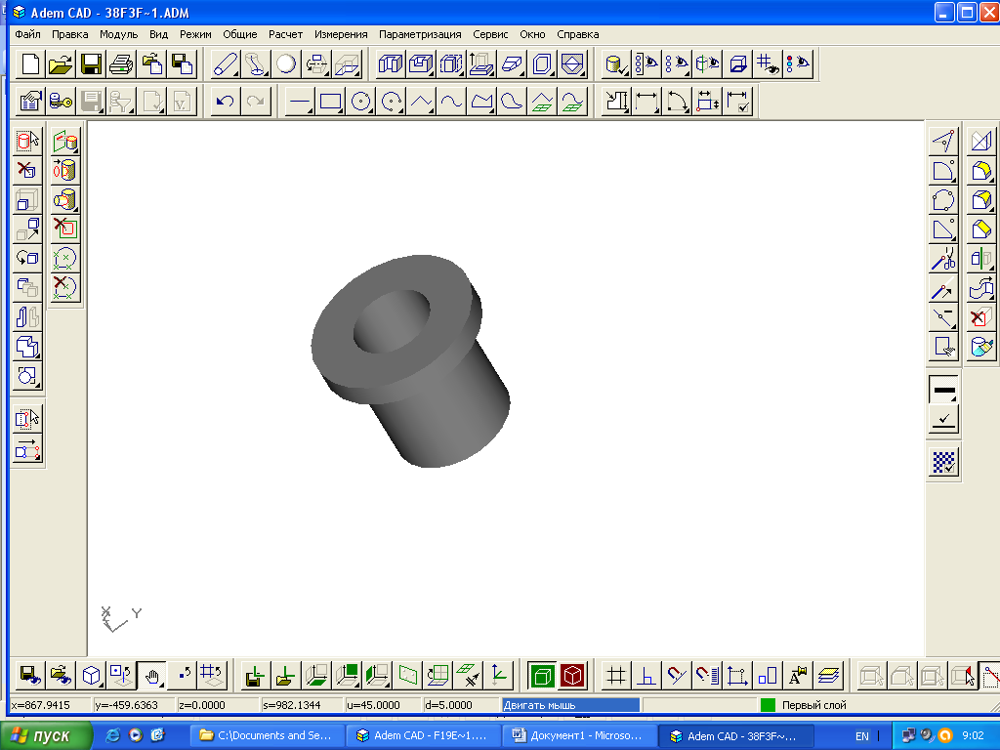 Adem CAD - 38F3F~1.ADM
Файл Правка Модуль Вид Режим Общие Расчет Измерения Параметризация Сервис Окно Справка
X
Y
Z
x=867.9415 y=-459.6363 z=0.0000 s=982.1344 u=45.0000 d=5.0000 Двигать мышь Первый слой
пуск C:\Documents and Se... Adem CAD - F19E~1.... Документ1 - Microso... Adem CAD - 38F3F~... EN 9:02